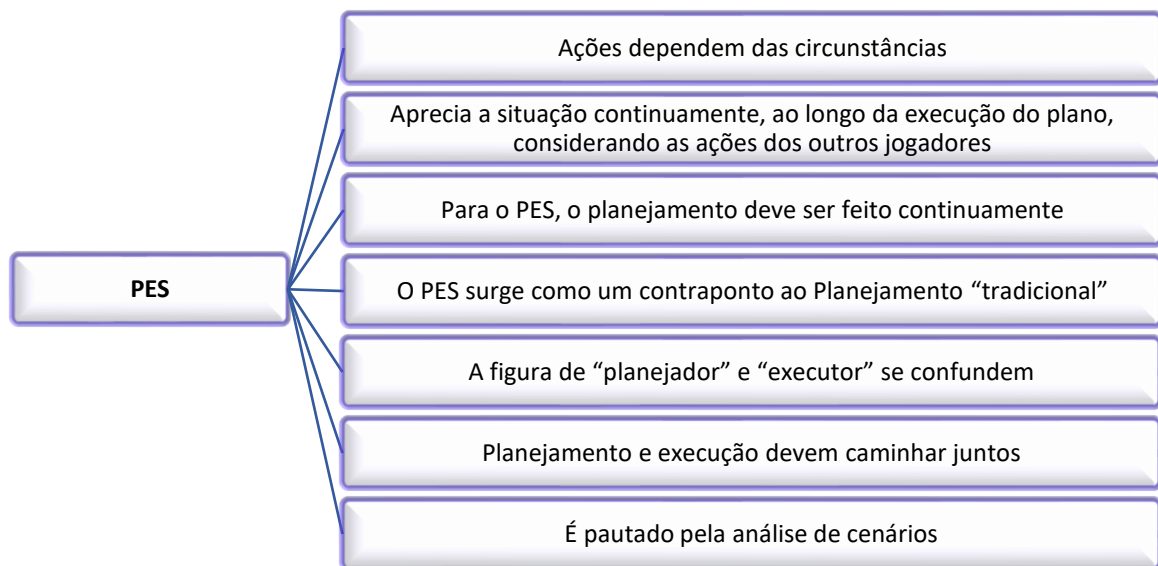 Ações dependem das circunstâncias
Aprecia a situação continuamente, ao longo da execução do plano,
considerando as ações dos outros jogadores
Para o PES, o planejamento deve ser feito continuamente
PES
O PES surge como um contraponto ao Planejamento “tradicional”
A figura de “planejador” e “executor” se confundem
Planejamento e execução devem caminhar juntos
É pautado pela análise de cenários